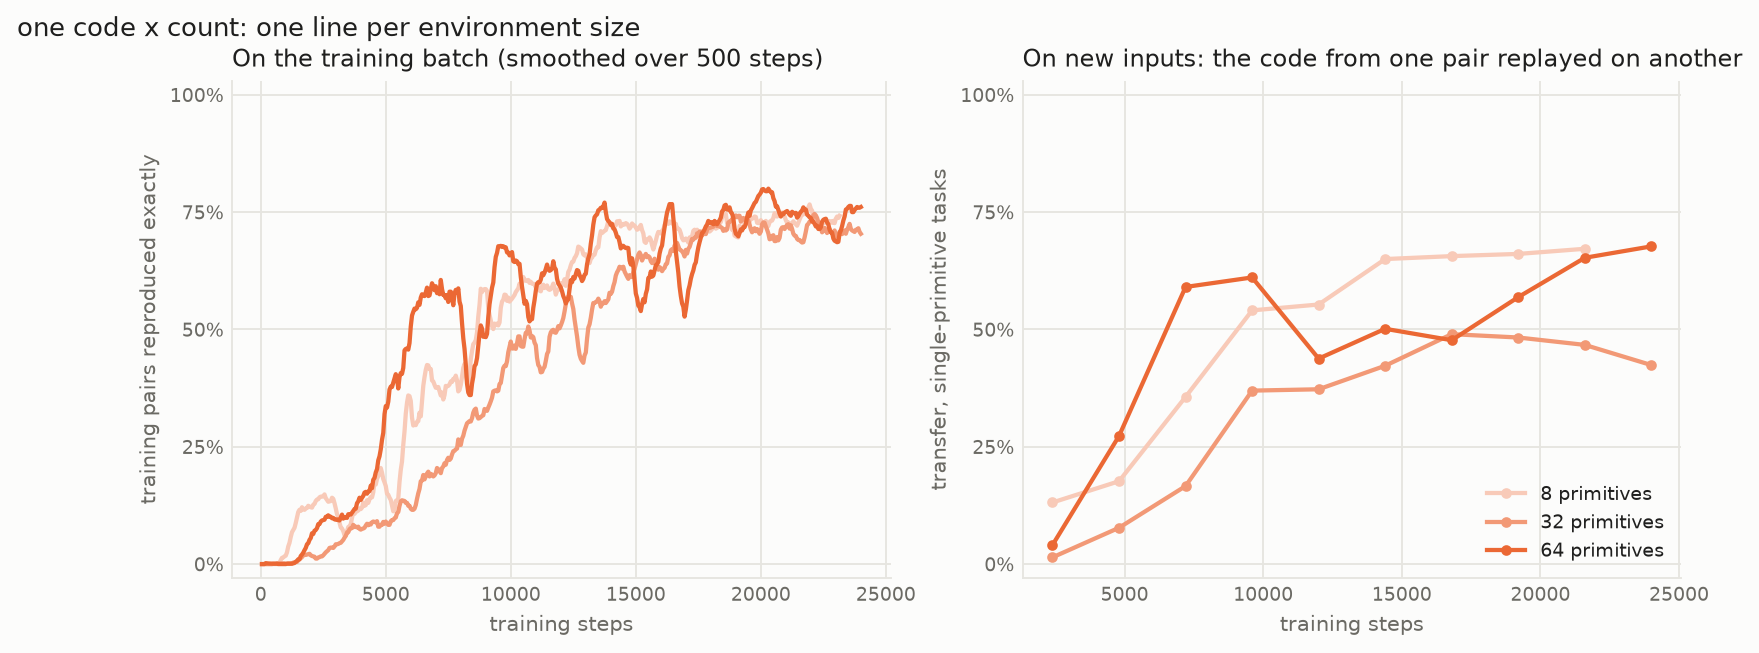 one code x count: one line per environment size
On the training batch (smoothed over 500 steps)
training pairs reproduced exactly
100%
75%
50%
25%
0%
0
5000
10000
15000
20000
25000
training steps
On new inputs: the code from one pair replayed on another
transfer, single-primitive tasks
100%
75%
50%
25%
0%
5000
10000
15000
20000
25000
training steps
8 primitives
32 primitives
64 primitives